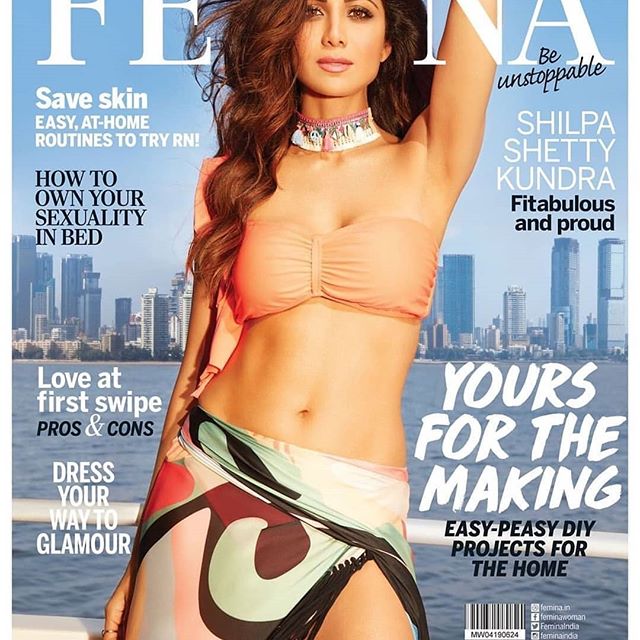 FEMINA
Be
unstoppable
Save skin
EASY, AT-HOME
ROUTINES TO TRY RN!
HOW TO
OWN YOUR
SEXUALITY
IN BED
SHILPA
SHETTY
KUNDRA
Fitabulous
and proud
Love at
first swipe
PROS & CONS
DRESS
YOUR
WAY TO
GLAMOUR
YOURS
FOR THE
MAKING
EASY-PEASY DIY
PROJECTS FOR
THE HOME
MW04190624
femina.in
feminawoman
FeminaIndia
feminaindia